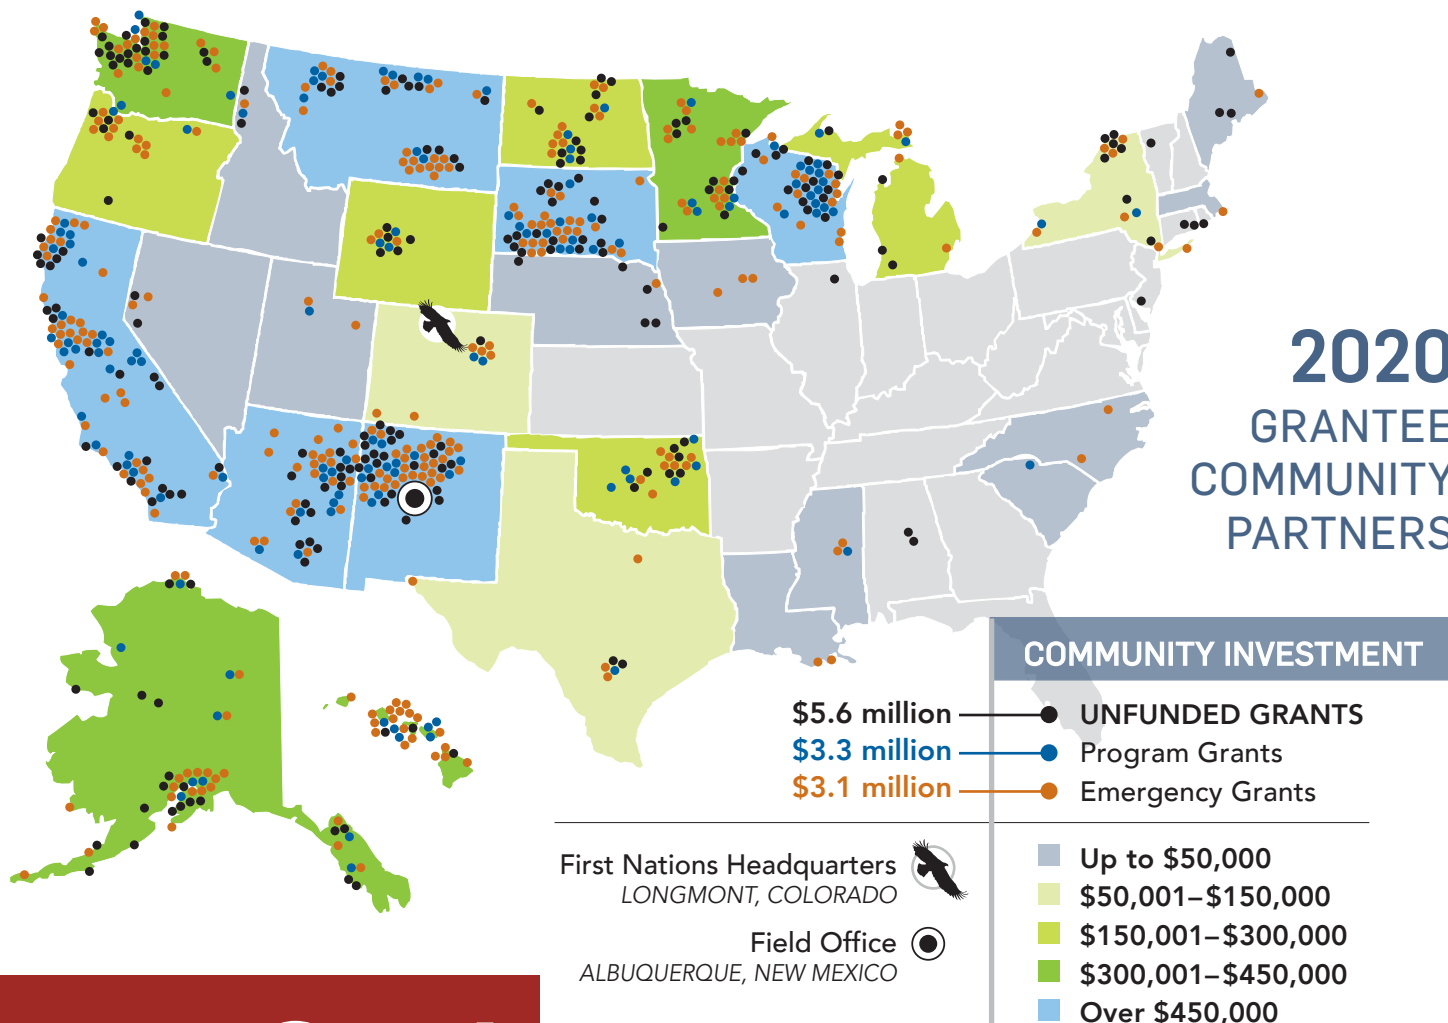 2020
GRANTEE
COMMUNITY
PARTNERS
COMMUNITY INVESTMENT
$5.6 million UNFUNDED GRANTS
$3.3 million Program Grants
$3.1 million Emergency Grants
First Nations Headquarters
LONGMONT, COLORADO
Field Office
ALBUQUERQUE, NEW MEXICO
Up to $50,000
$50,001–$150,000
$150,001–$300,000
$300,001–$450,000
Over $450,000